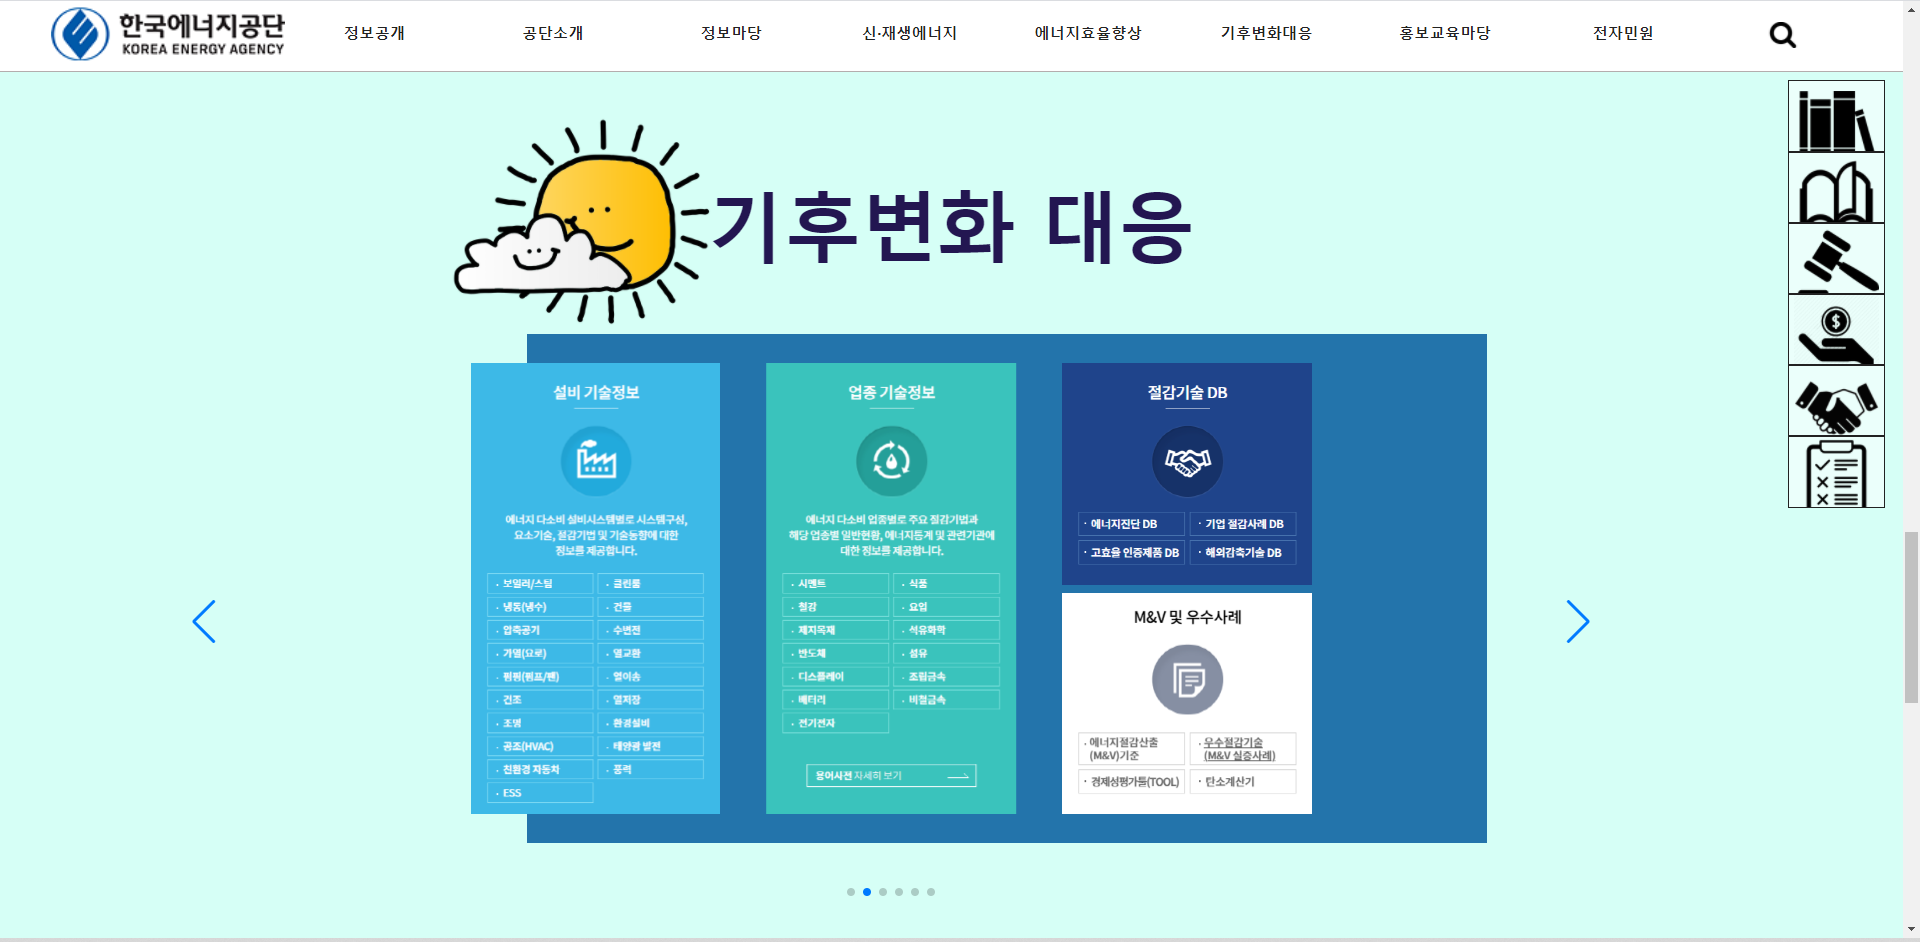 한국에너지공단
KOREA ENERGY AGENCY
정보공개
공단소개
정보마당
신·재생에너지
에너지효율향상
기후변화대응
홍보교육마당
전자민원
기후변화 대응
설비 기술정보
에너지 다소비 설비시스템별로 시스템구성,
요소기술, 절감기법 및 기술동향에 대한
정보를 제공합니다.
· 보일러/스팀
· 클린룸
· 냉동(냉수)
· 건물
· 압축공기
· 수변전
· 가열(요로)
· 열교환
· 펌핑(펌프/팬)
· 열이송
· 건조
· 열저장
· 조명
· 환경설비
· 공조(HVAC)
· 태양광 발전
· 친환경 자동차
· 풍력
· ESS
업종 기술정보
에너지 다소비 업종별로 주요 절감기법과
해당 업종별 일반현황, 에너지통계 및 관련기관에
대한 정보를 제공합니다.
· 시멘트
· 식품
· 철강
· 요업
· 제지목재
· 석유화학
· 반도체
· 섬유
· 디스플레이
· 조립금속
· 배터리
· 비철금속
· 전기전자
용어사전 자세히 보기
절감기술 DB
· 에너지진단 DB
· 기업 절감사례 DB
· 고효율 인증제품 DB
· 해외감축기술 DB
M&V 및 우수사례
· 에너지절감산출
(M&V)기준
· 우수절감기술
(M&V 실증사례)
· 경제성평가툴(TOOL)
· 탄소계산기